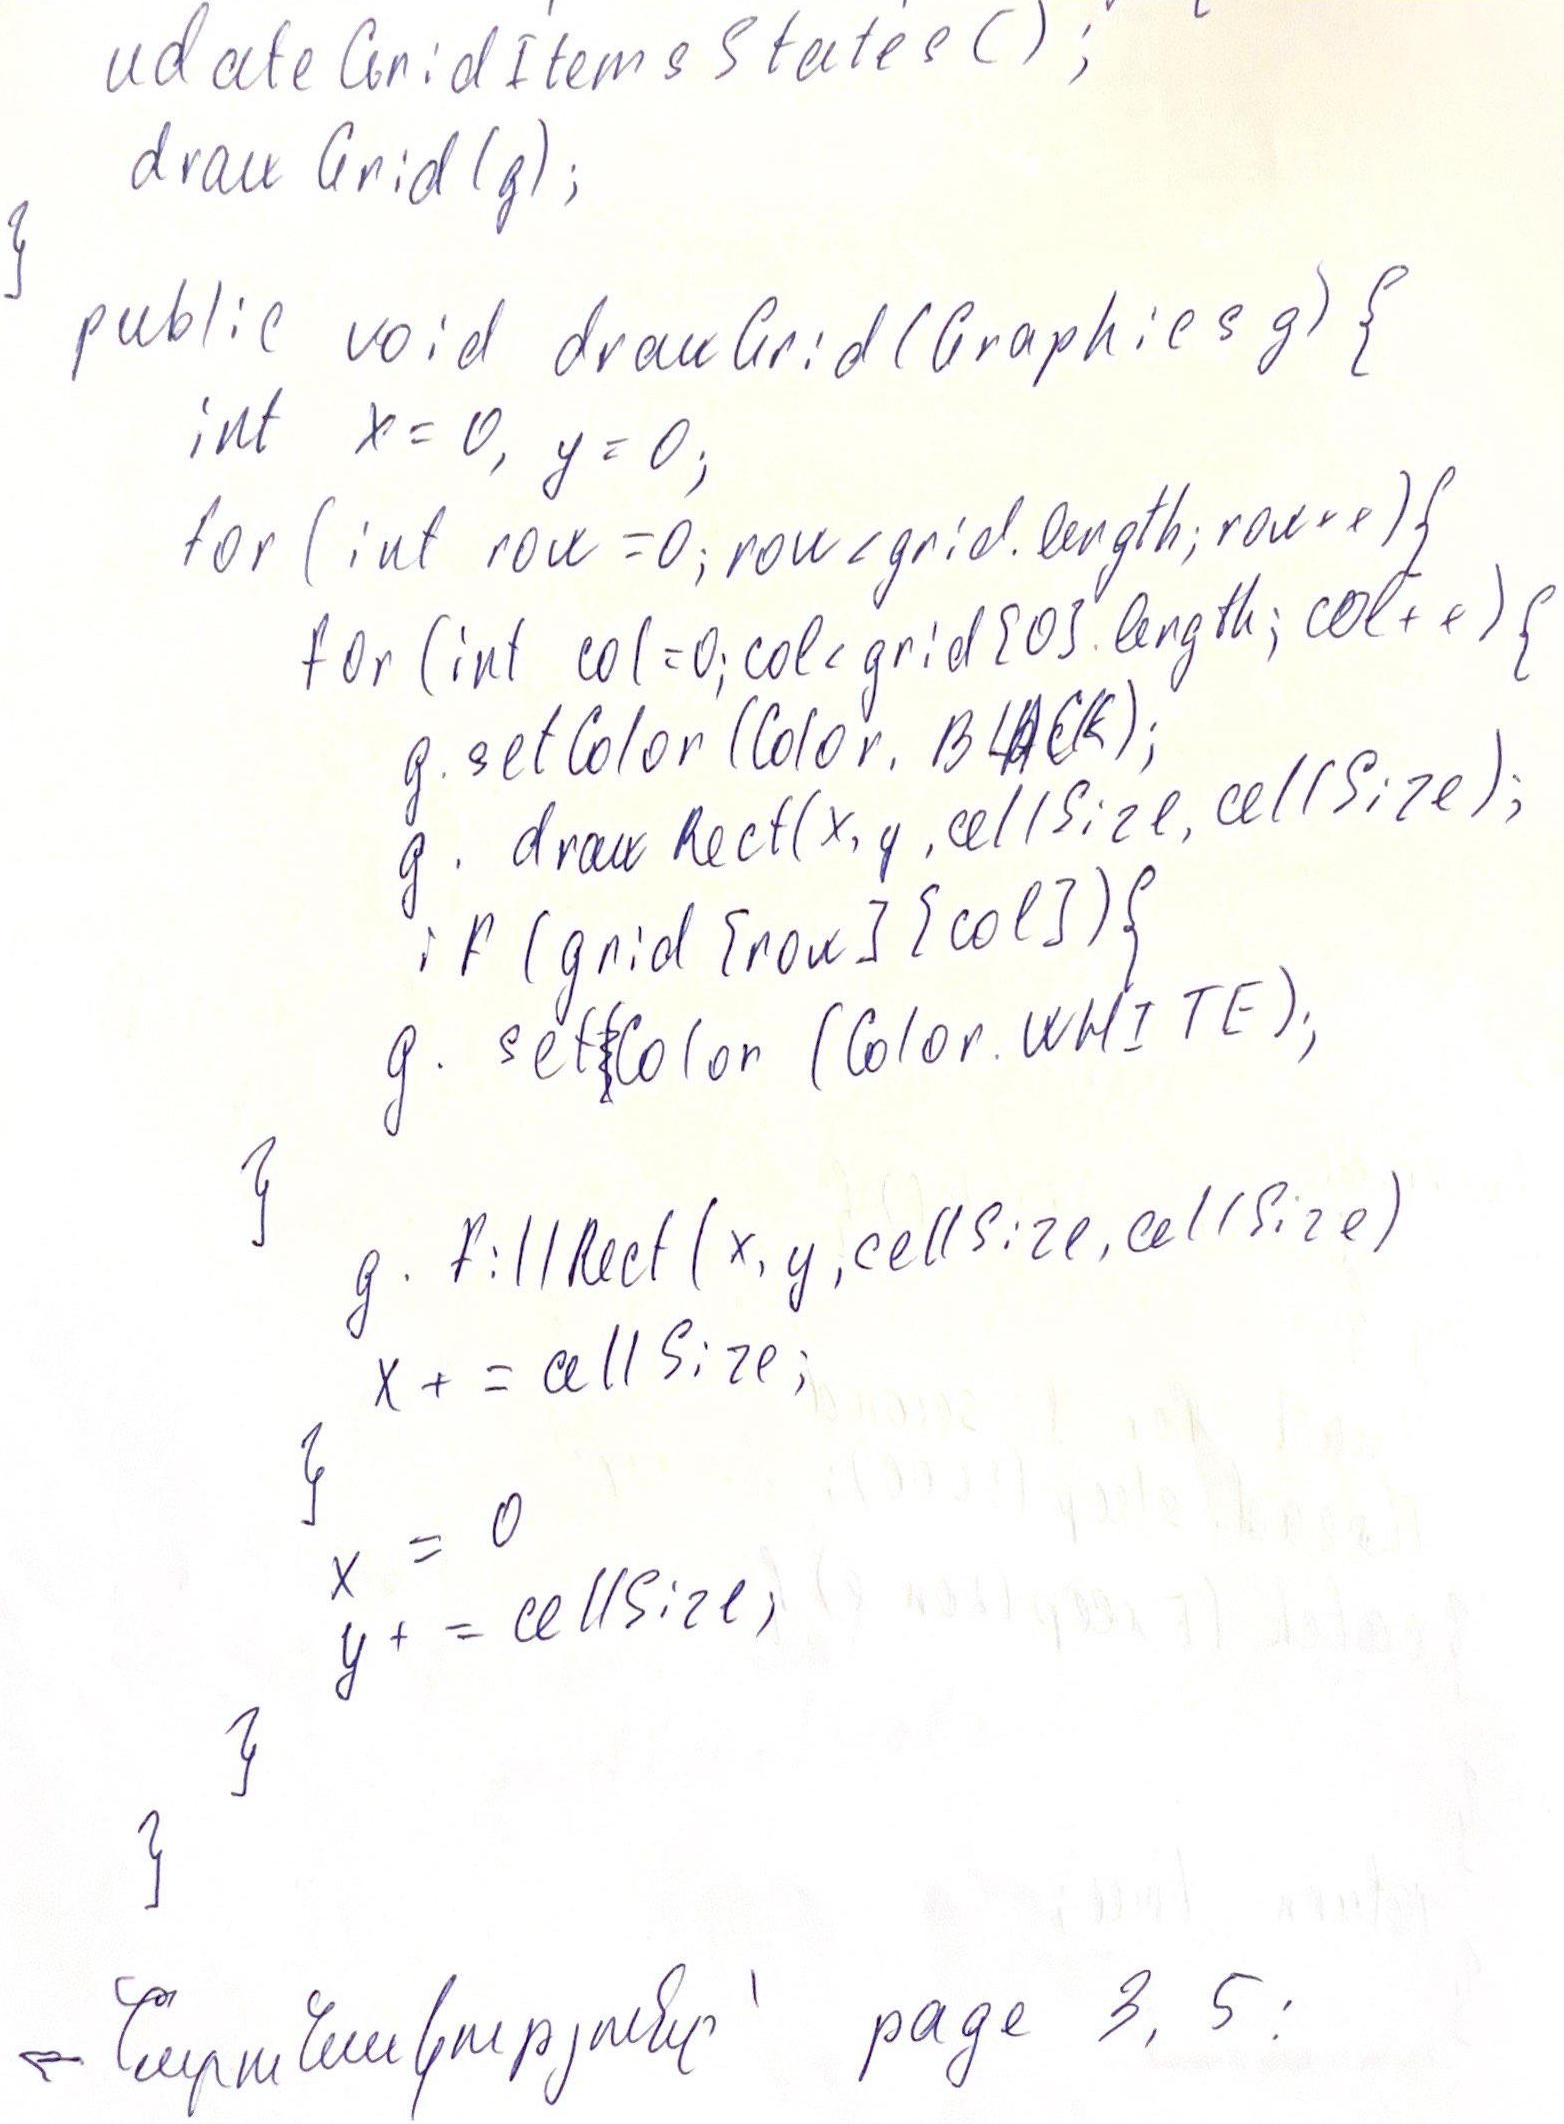 udateGridItemsStates();
drawGrid(g);
}
public void drawGrid(Graphics g){
int x=0, y=0;
for(int row=0;row<grid.length;row++){
for(int col=0;col<grid[0].length;col++){
g.setColor(Color.BLACK);
g. drawRect(x,y,cellSize,cellSize);
if(grid[row][col]){
g. setColor (Color.WHITE);
}
g. fillRect(x,y,cellSize,cellSize)
x+=cellSize;
}
x = 0
y+=cellSize;
}
}
page 3, 5: